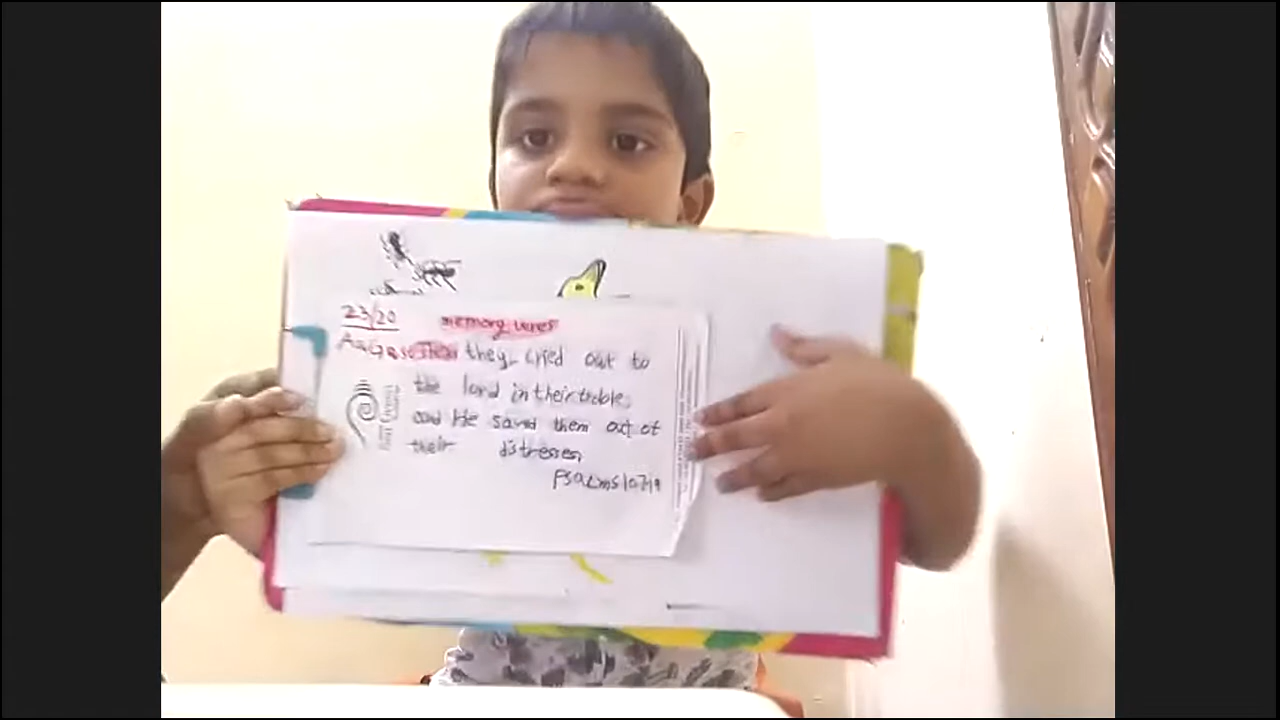 23/20
memory verse
they cried out to
the lord in their troble,
and He saved them out of
their distresses,
Psalms 107:19